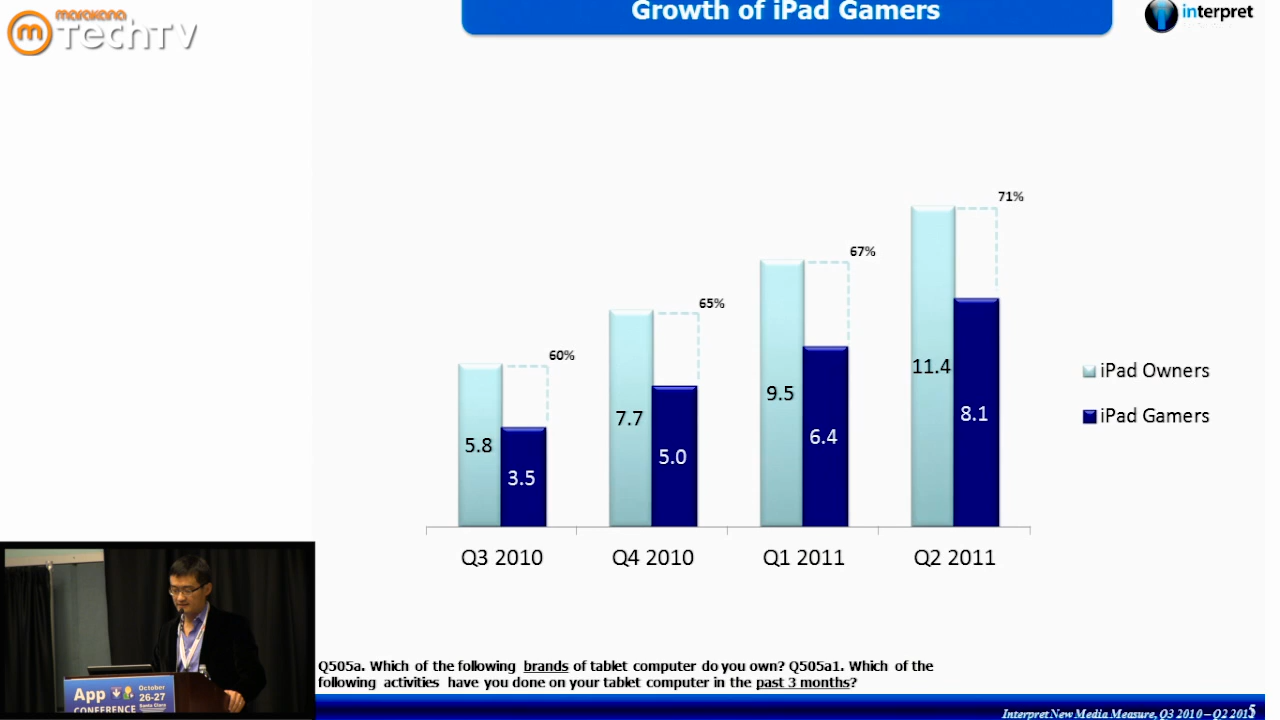 marakana
TechTV
Growth of iPad Gamers
interpret
71%
67%
65%
60%
11.4
8.1
9.5
6.4
7.7
5.0
5.8
3.5
iPad Owners
iPad Gamers
Q3 2010
Q4 2010
Q1 2011
Q2 2011
Q505a. Which of the following brands of tablet computer do you own? Q505a1. Which of the
following activities have you done on your tablet computer in the past 3 months?
App
CONFERENCE
October
26-27
Santa Clara
Interpret New Media Measure, Q3 2010 – Q2 2011
5